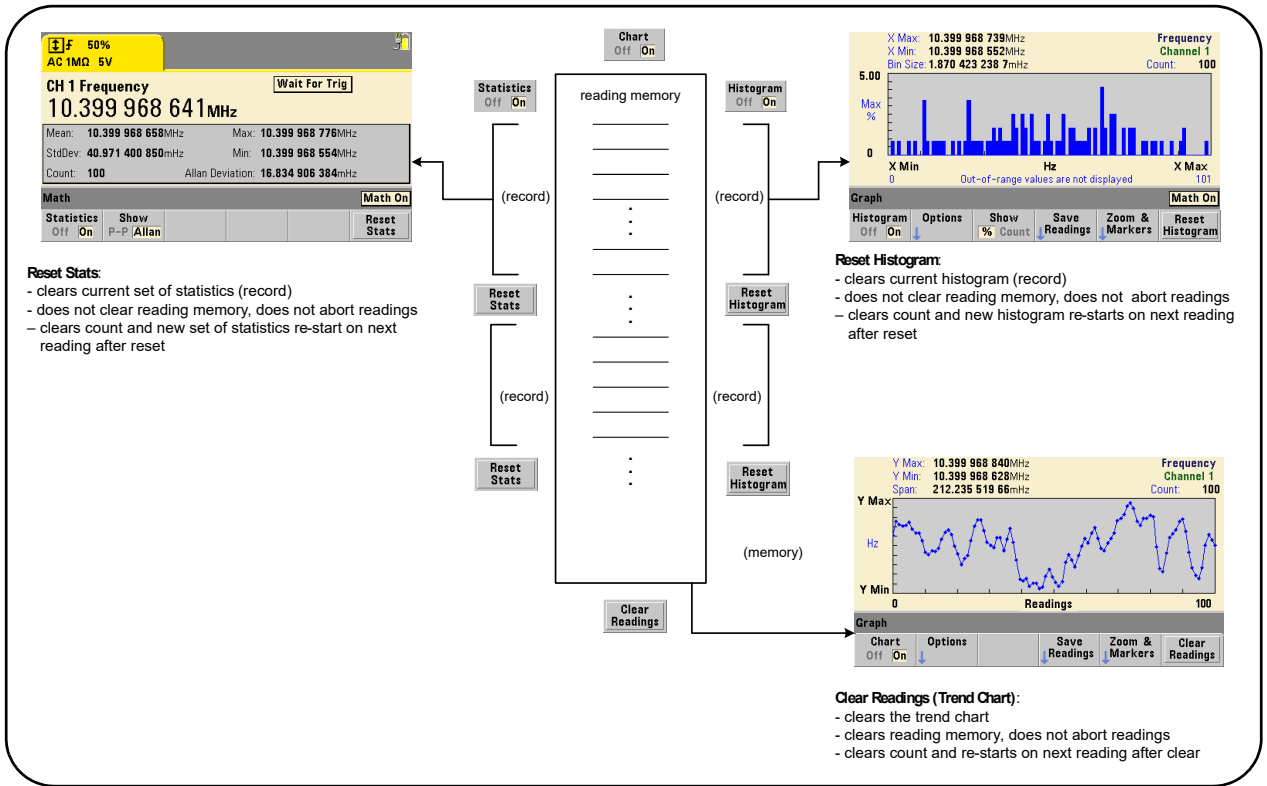 50%
AC 1MΩ 5V
CH 1 Frequency
Wait For Trig
10.399 968 641MHz
Mean: 10.399 968 658MHz
Max: 10.399 968 776MHz
StdDev: 40.971 400 850mHz
Min: 10.399 968 554MHz
Count: 100
Allan Deviation: 16.834 906 384mHz
Math
Math On
Statistics
Off On
Show
P-P Allan
Reset
Stats
Reset Stats:
- clears current set of statistics (record)
- does not clear reading memory, does not abort readings
– clears count and new set of statistics re-start on next
reading after reset
Chart
Off On
Statistics
Off On
reading memory
Histogram
Off On
(record)
(record)
Reset
Stats
Reset
Histogram
(record)
(record)
Reset
Stats
Reset
Histogram
(memory)
Clear
Readings
X Max: 10.399 968 739MHz
Frequency
X Min: 10.399 968 552MHz
Channel 1
Bin Size: 1.870 423 238 7mHz
Count: 100
5.00
Max
%
0
X Min
Hz
X Max
0
Out-of-range values are not displayed
101
Graph
Math On
Histogram
Off On
Options
Show
% Count
Save
Readings
Zoom &
Markers
Reset
Histogram
Reset Histogram:
- clears current histogram (record)
- does not clear reading memory, does not abort readings
– clears count and new histogram re-starts on next reading
after reset
Y Max: 10.399 968 840MHz
Frequency
Y Min: 10.399 968 628MHz
Channel 1
Span: 212.235 519 66mHz
Count: 100
Y Max
Hz
Y Min
0
Readings
100
Graph
Chart
Off On
Options
Save
Readings
Zoom &
Markers
Clear
Readings
Clear Readings (Trend Chart):
- clears the trend chart
- clears reading memory, does not abort readings
- clears count and re-starts on next reading after clear